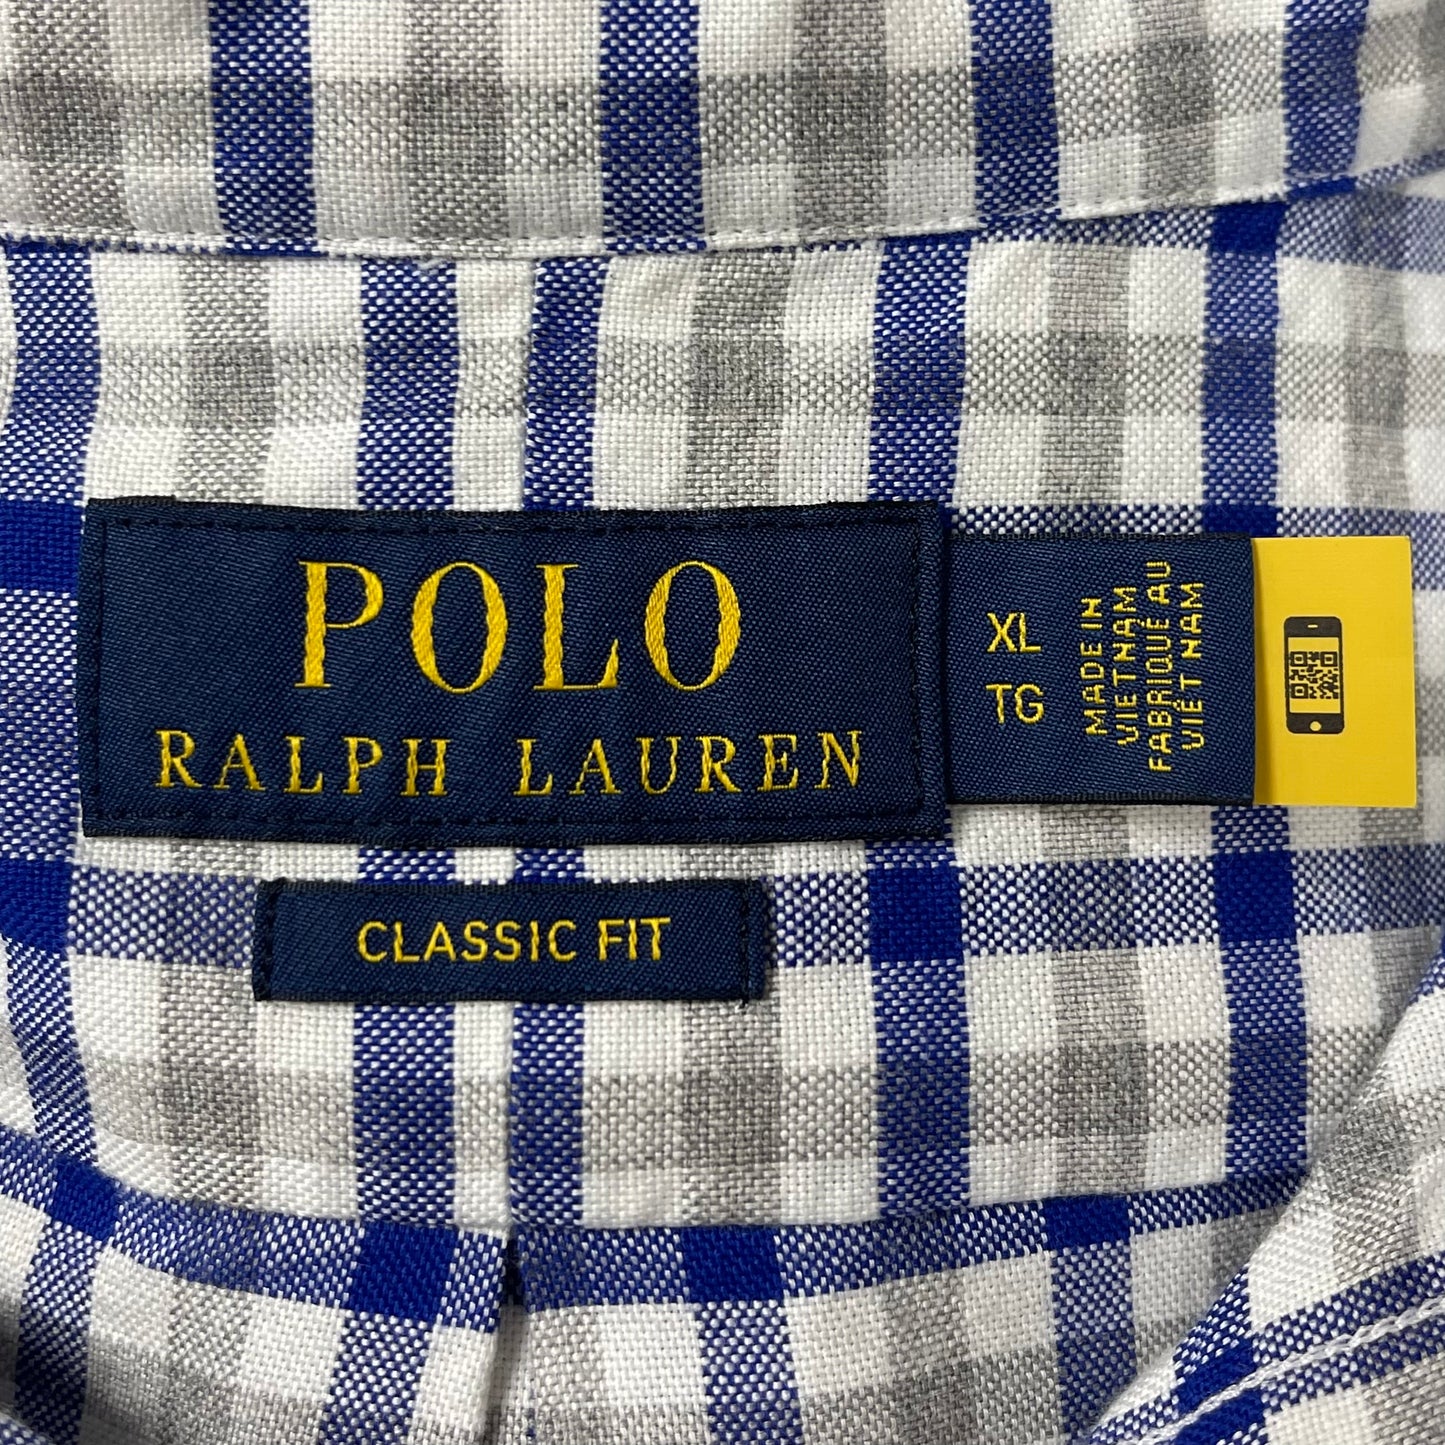 POLO
RALPH LAUREN
CLASSIC FIT
XL
TG
MADE IN
VIETNAM
FABRIQUÉ AU
VIÊT NAM